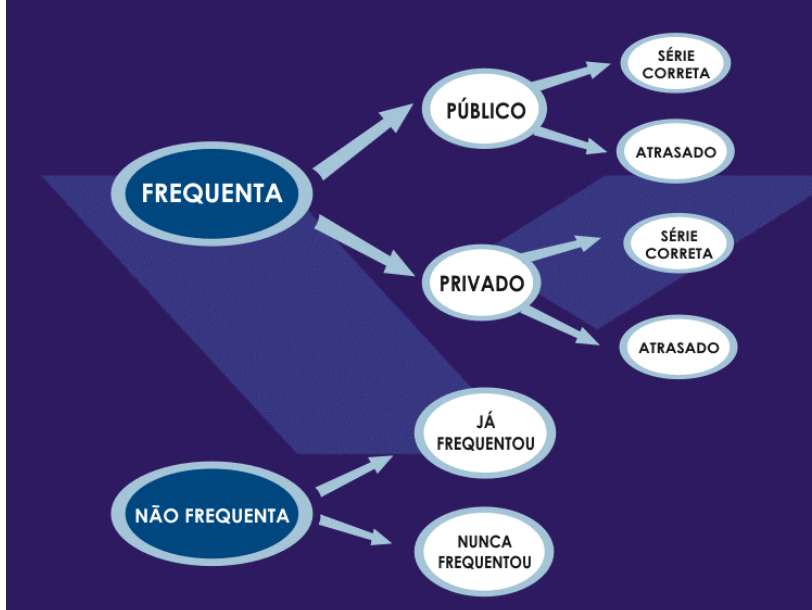 FREQUENTA
PÚBLICO
SÉRIE
CORRETA
ATRASADO
PRIVADO
SÉRIE
CORRETA
ATRASADO
NÃO FREQUENTA
JÁ
FREQUENTOU
NUNCA
FREQUENTOU